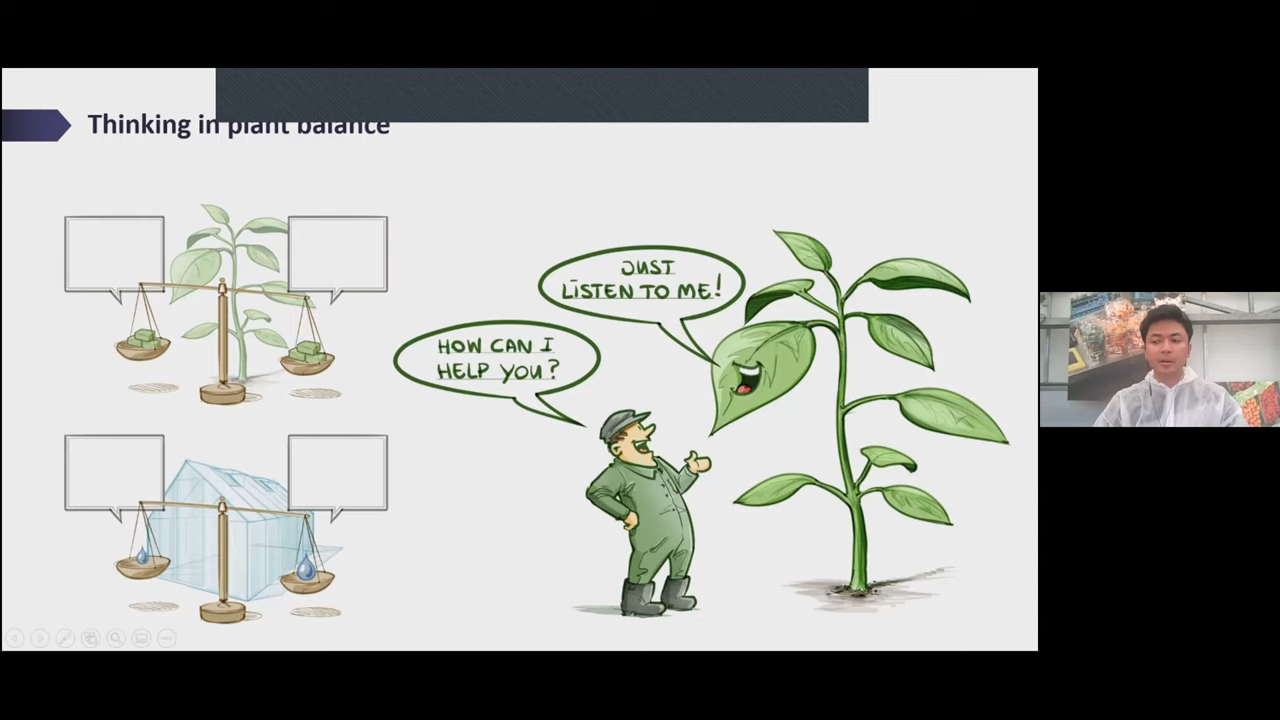 Thinking in plant balance
JUST
LISTEN TO ME!
HOW CAN I
HELP YOU?